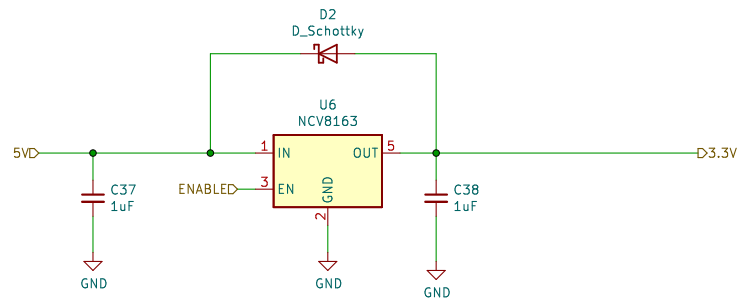 D2
D_Schottky
U6
NCV8163
5V
1
IN
OUT
5
3.3V
ENABLE
3
EN
GND
2
C37
1uF
C38
1uF
GND
GND
GND